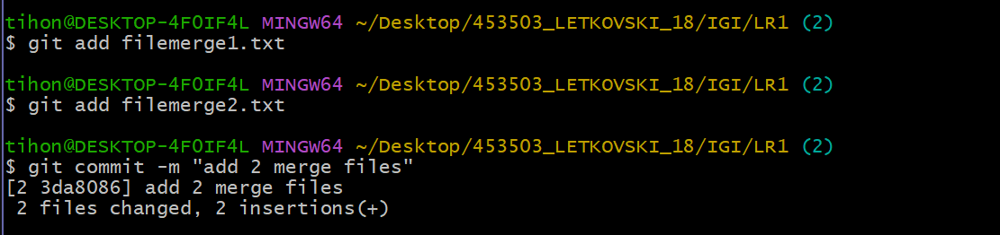 tihon@DESKTOP-4F0IF4L MINGW64 ~/Desktop/453503_LETKOVSKI_18/IGI/LR1 (2)
$ git add filemerge1.txt
tihon@DESKTOP-4F0IF4L MINGW64 ~/Desktop/453503_LETKOVSKI_18/IGI/LR1 (2)
$ git add filemerge2.txt
tihon@DESKTOP-4F0IF4L MINGW64 ~/Desktop/453503_LETKOVSKI_18/IGI/LR1 (2)
$ git commit -m "add 2 merge files"
[2 3da8086] add 2 merge files
 2 files changed, 2 insertions(+)